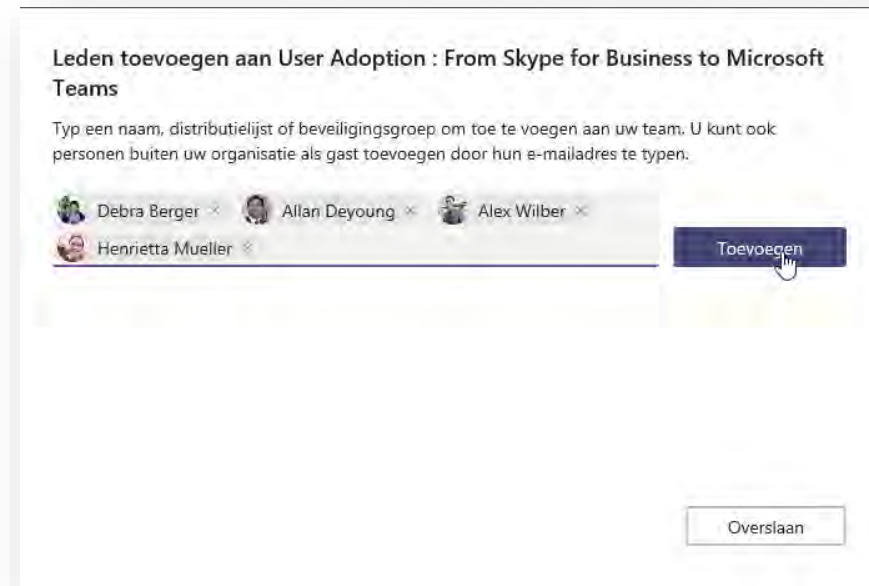 Leden toevoegen aan User Adoption : From Skype for Business to Microsoft
Teams
Typ een naam, distributielijst of beveiligingsgroep om toe te voegen aan uw team. U kunt ook
personen buiten uw organisatie als gast toevoegen door hun e-mailadres te typen.
Debra Berger × Allan Deyoung × Alex Wilber ×
Henrietta Mueller ×
Toevoegen
Overslaan